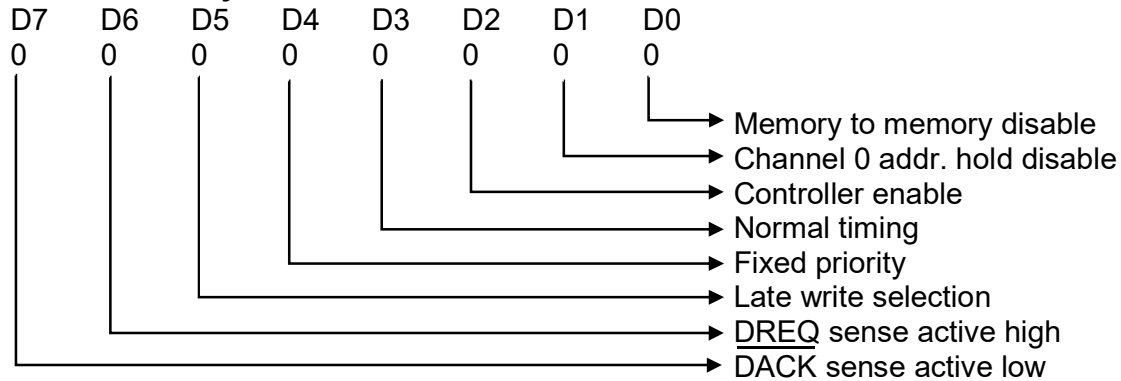 D7 D6 D5 D4 D3 D2 D1 D0
0 0 0 0 0 0 0 0
Memory to memory disable
Channel 0 addr. hold disable
Controller enable
Normal timing
Fixed priority
Late write selection
DREQ sense active high
DACK sense active low